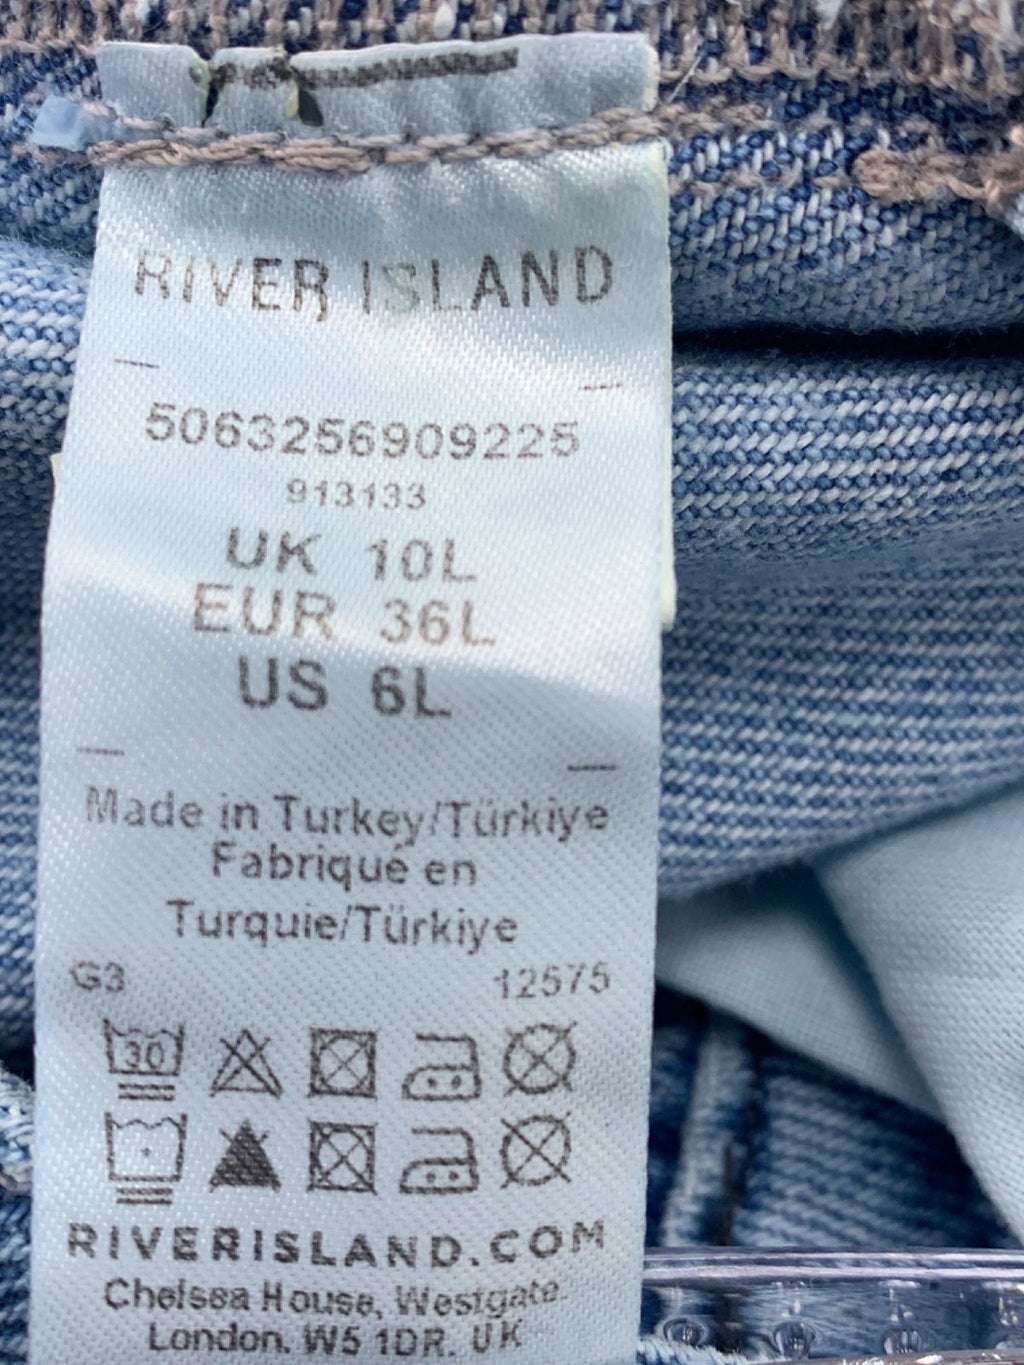 RIVER ISLAND
5063256909225
913133
UK 10L
EUR 36L
US 6L
Made in Turkey/Türkiye
Fabriqué en
Turquie/Türkiye
G3 12575
30
RIVERISLAND.COM
Chelsea House, Westgate.
London. W5 1DR. UK